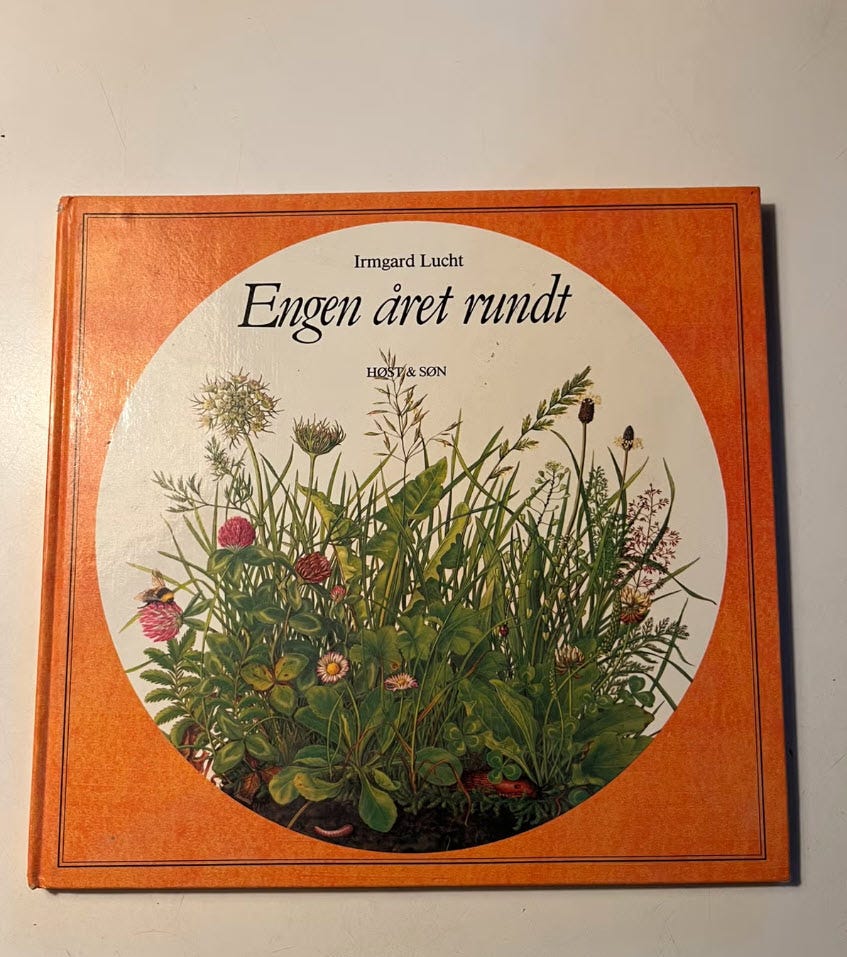 Irmgard Lucht
Engen året rundt
HØST & SØN